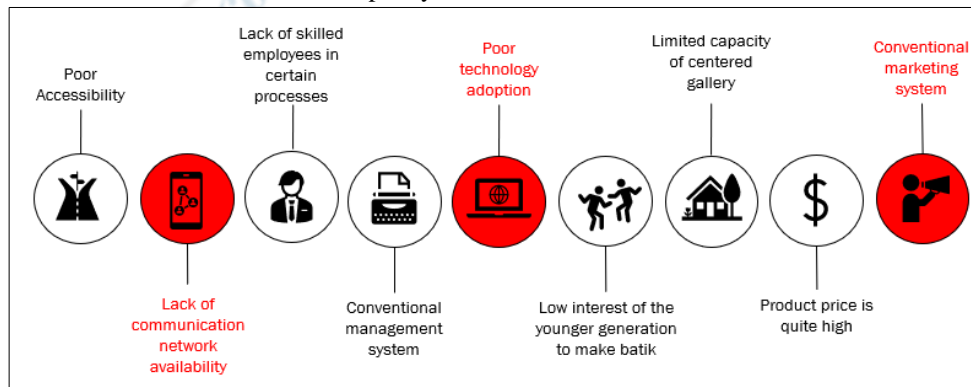 Poor
Accessibility
Lack of
communication
network
availability
Lack of skilled
employees in
certain
processes
Conventional
management
system
Poor
technology
adoption
Low interest of the
younger generation
to make batik
Limited capacity
of centered
gallery
Product price is
quite high
Conventional
marketing
system